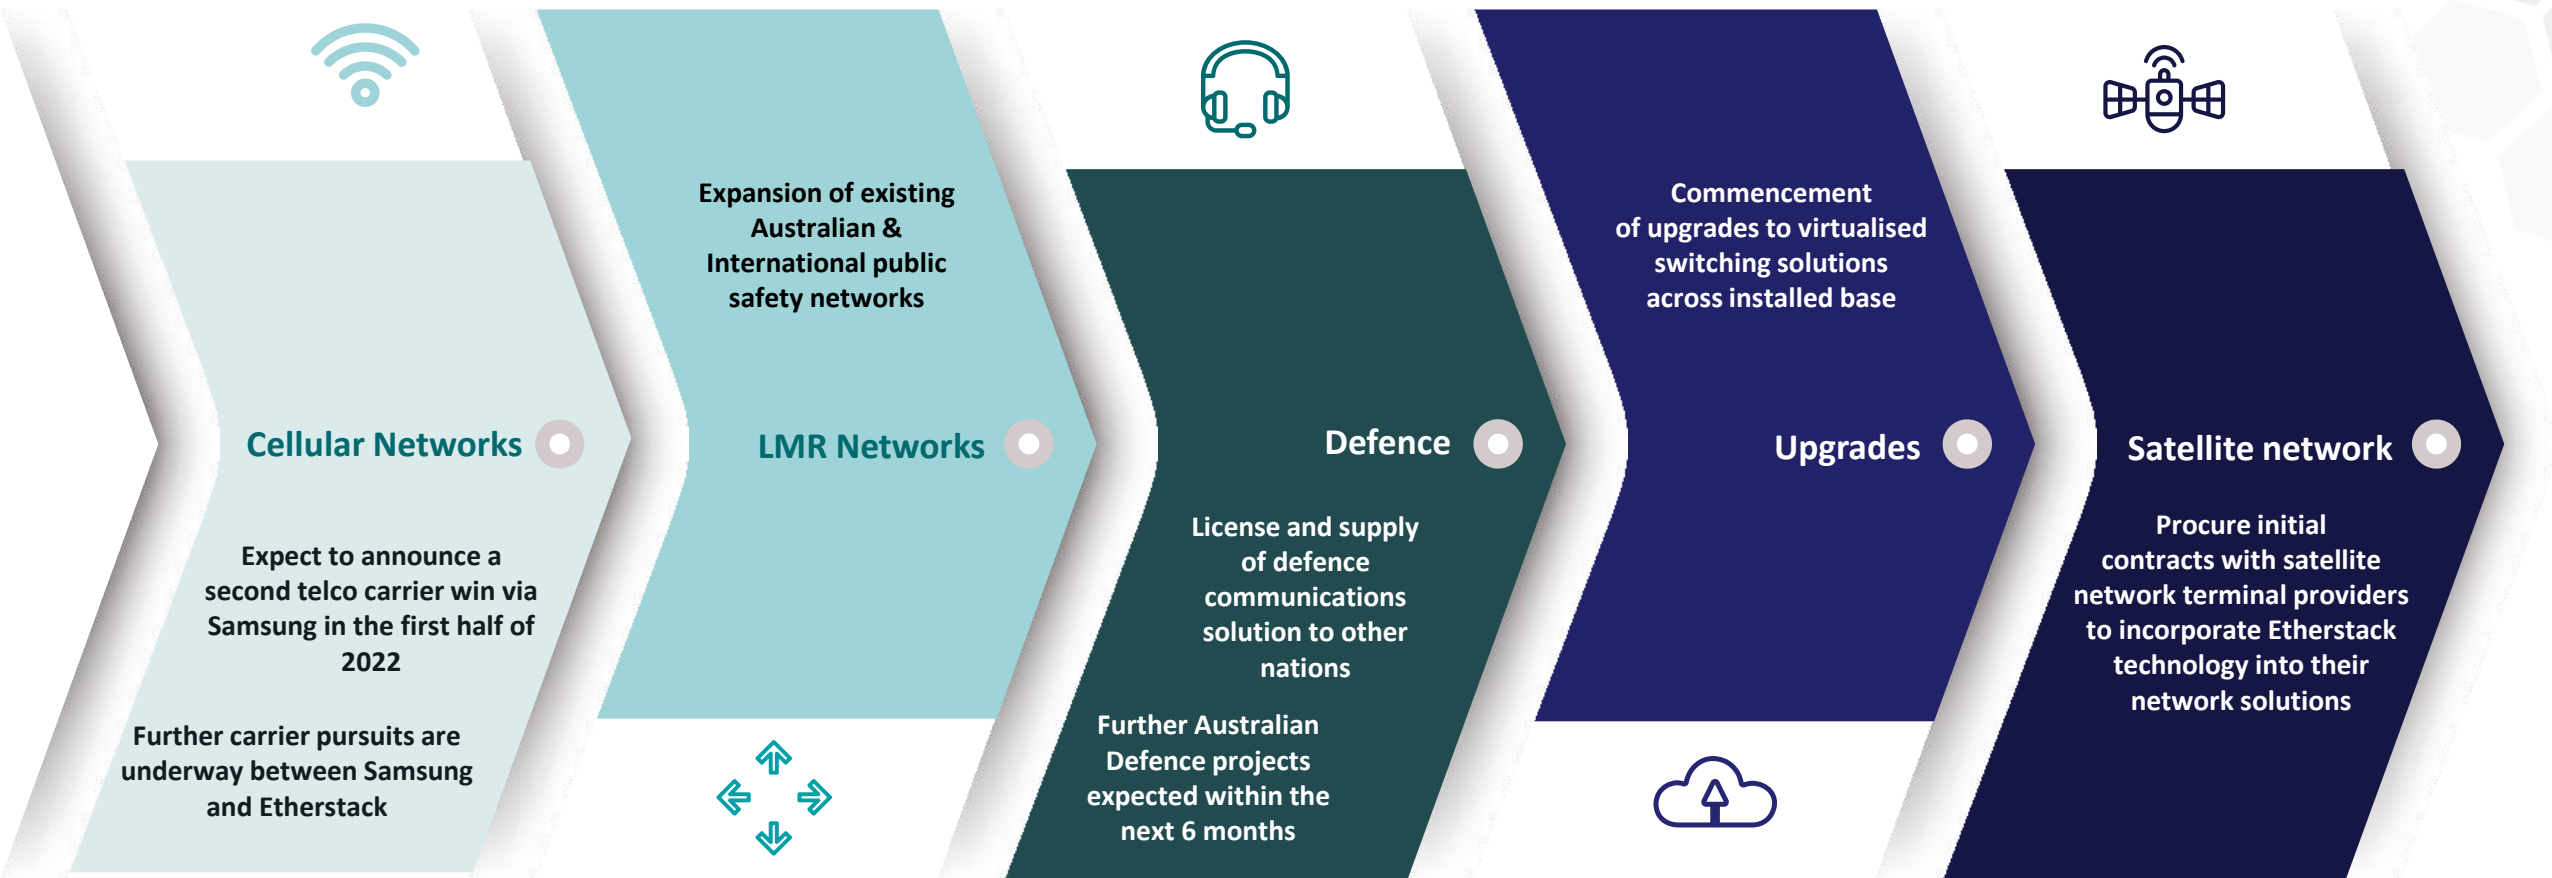 Cellular Networks
Expect to announce a
second telco carrier win via
Samsung in the first half of
2022
Further carrier pursuits are
underway between Samsung
and Etherstack
Expansion of existing
Australian &
International public
safety networks
LMR Networks
Defence
License and supply
of defence
communications
solution to other
nations
Further Australian
Defence projects
expected within the
next 6 months
Commencement
of upgrades to virtualised
switching solutions
across installed base
Upgrades
Satellite network
Procure initial
contracts with satellite
network terminal providers
to incorporate Etherstack
technology into their
network solutions